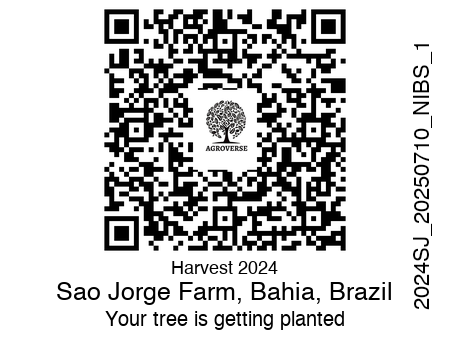 AGROVERSE
Harvest 2024
Sao Jorge Farm, Bahia, Brazil
Your tree is getting planted
2024SJ_20250710_NIBS_1